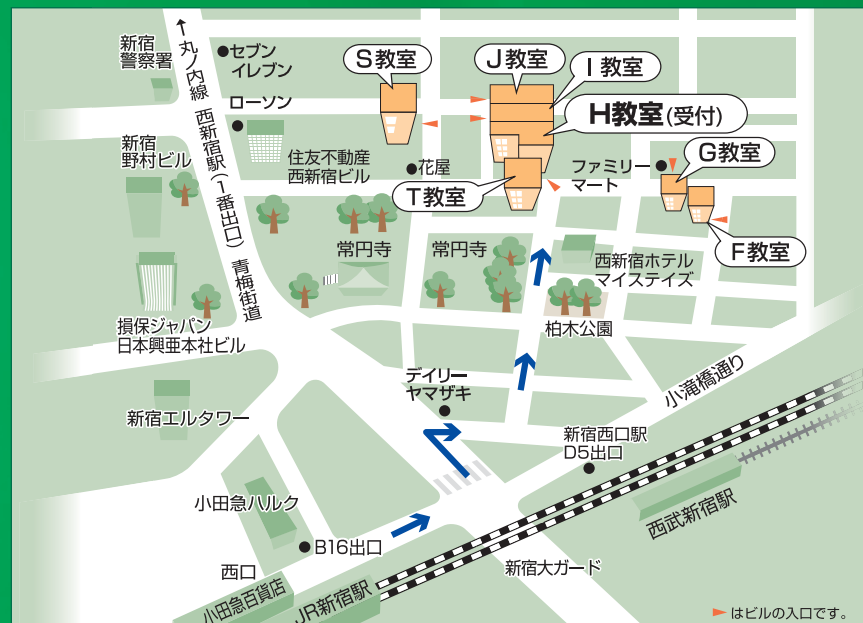 新宿
警察署
←丸ノ内線 西新宿駅(1番出口) 青梅街道
セブン
イレブン
ローソン
S教室
J教室
I教室
H教室(受付)
新宿
野村ビル
住友不動産
西新宿ビル
花屋
T教室
ファミリー
マート
G教室
F教室
常円寺
常円寺
西新宿ホテル
マイステイズ
損保ジャパン
日本興亜本社ビル
柏木公園
デイリー
ヤマザキ
小滝橋通り
新宿エルタワー
新宿西口駅
D5出口
小田急ハルク
B16出口
西武新宿駅
西口
新宿大ガード
小田急百貨店
JR新宿駅
はビルの入口です。